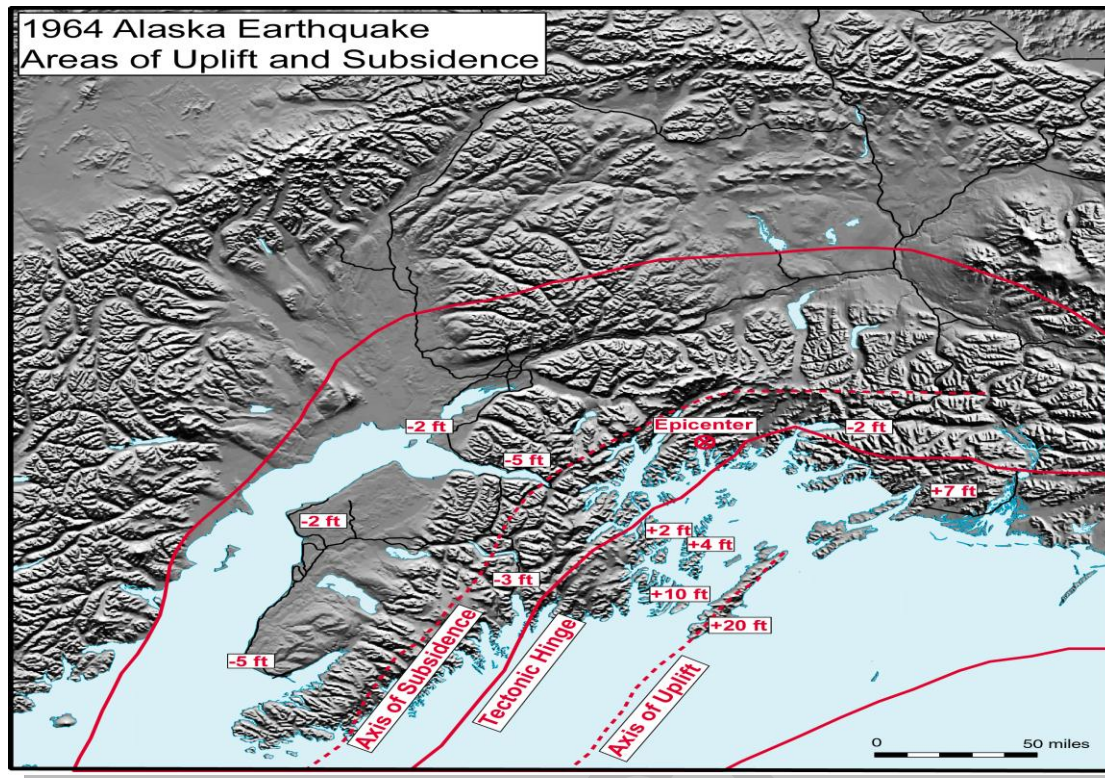 1964 Alaska Earthquake
Areas of Uplift and Subsidence
-2 ft
Epicenter
-2 ft
-5 ft
+7 ft
-2 ft
+2 ft
+4 ft
-3 ft
+10 ft
+20 ft
-5 ft
Axis of Subsidence
Tectonic Hinge
Axis of Uplift
0 50 miles